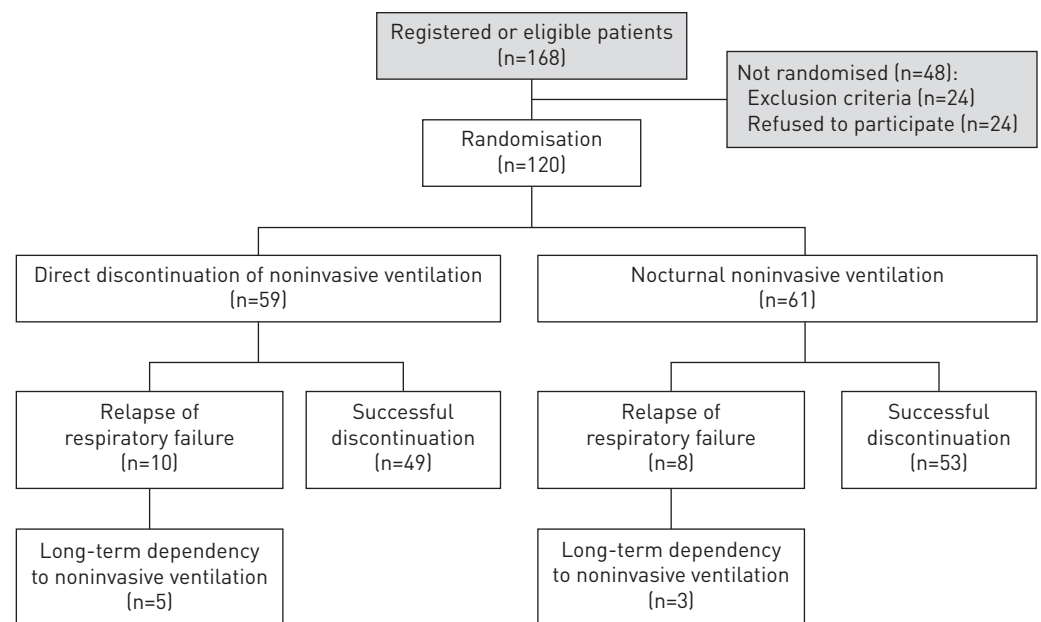 Registered or eligible patients
(n=168)
Not randomised (n=48):
Exclusion criteria (n=24)
Refused to participate (n=24)
Randomisation
(n=120)
Direct discontinuation of noninvasive ventilation
(n=59)
Nocturnal noninvasive ventilation
(n=61)
Relapse of
respiratory failure
(n=10)
Successful
discontinuation
(n=49)
Relapse of
respiratory failure
(n=8)
Successful
discontinuation
(n=53)
Long-term dependency
to noninvasive ventilation
(n=5)
Long-term dependency
to noninvasive ventilation
(n=3)